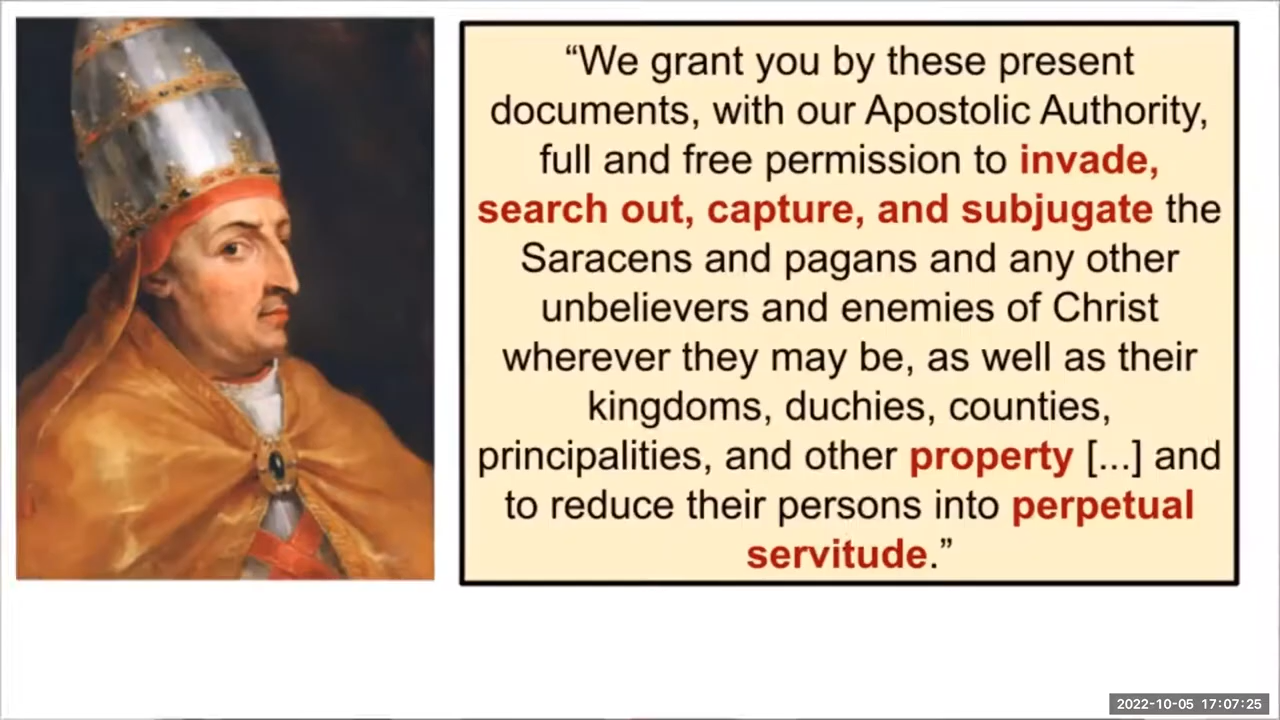 “We grant you by these present
documents, with our Apostolic Authority,
full and free permission to invade,
search out, capture, and subjugate the
Saracens and pagans and any other
unbelievers and enemies of Christ
wherever they may be, as well as their
kingdoms, duchies, counties,
principalities, and other property [...] and
to reduce their persons into perpetual
servitude.”
2022-10-05 17:07:25